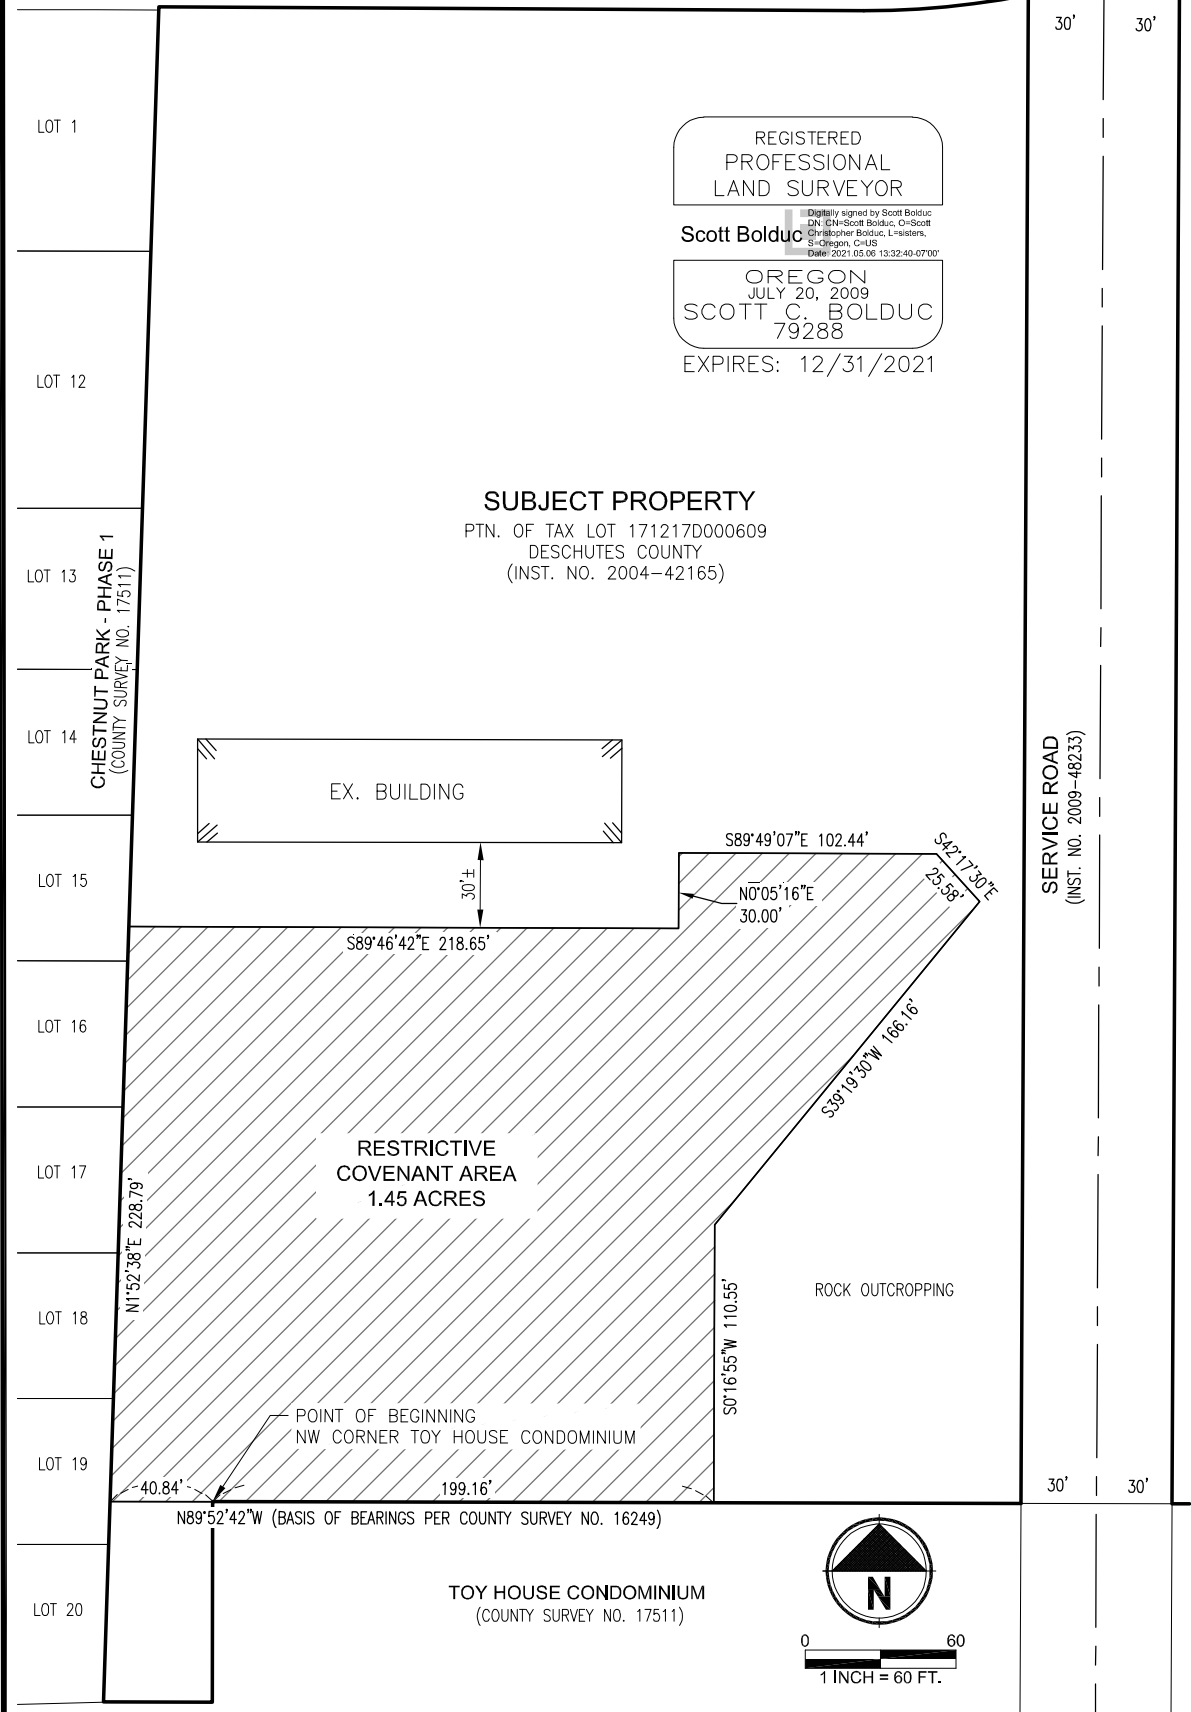 30' 30'
LOT 1
REGISTERED
PROFESSIONAL
LAND SURVEYOR
Scott Bolduc
Digitally signed by Scott Bolduc
DN: CN=Scott Bolduc, O=Scott
Christopher Bolduc, L=sisters,
S=Oregon, C=US
Date: 2021.05.06 13:32:40-07'00'
OREGON
JULY 20, 2009
SCOTT C. BOLDUC
79288
EXPIRES: 12/31/2021
LOT 12
SUBJECT PROPERTY
PTN. OF TAX LOT 171217D000609
DESCHUTES COUNTY
(INST. NO. 2004-42165)
LOT 13
CHESTNUT PARK - PHASE 1
(COUNTY SURVEY NO. 17511)
LOT 14
EX. BUILDING
SERVICE ROAD
(INST. NO. 2009-48233)
LOT 15
30'±
S89°49'07"E 102.44'
S42°17'30"E
25.58'
N0°05'16"E
30.00'
S89°46'42"E 218.65'
LOT 16
S39°19'30"W 166.16'
RESTRICTIVE
COVENANT AREA
1.45 ACRES
LOT 17
N1°52'38"E 228.79'
LOT 18
S0°16'55"W 110.55'
ROCK OUTCROPPING
POINT OF BEGINNING
NW CORNER TOY HOUSE CONDOMINIUM
LOT 19
40.84' 199.16'
30' 30'
N89°52'42"W (BASIS OF BEARINGS PER COUNTY SURVEY NO. 16249)
TOY HOUSE CONDOMINIUM
(COUNTY SURVEY NO. 17511)
LOT 20
N
0 60
1 INCH = 60 FT.